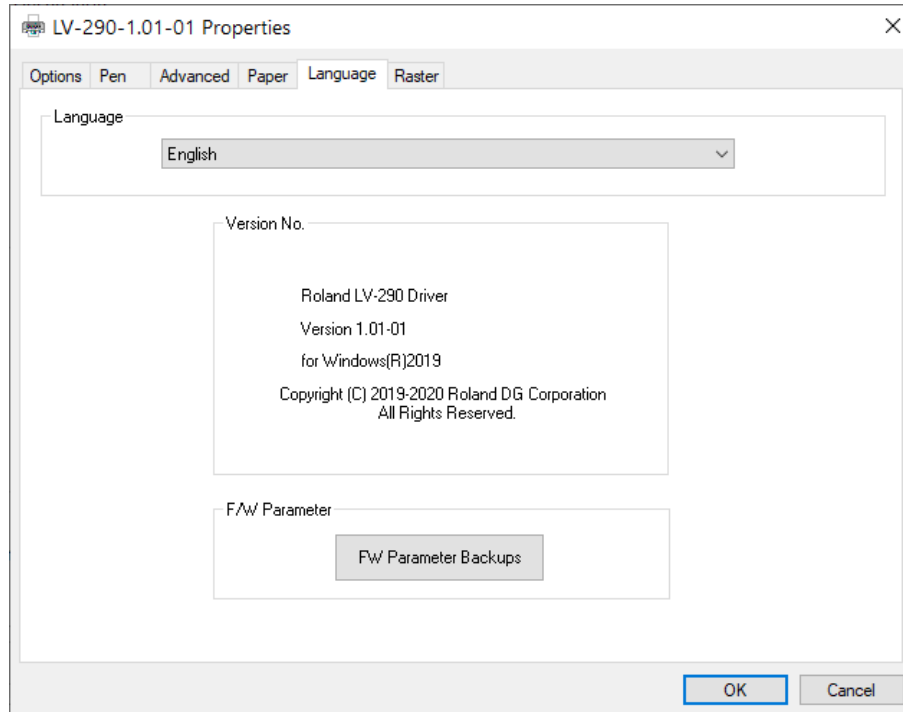 LV-290-1.01-01 Properties
Options Pen Advanced Paper Language Raster
Language
English
Version No.
Roland LV-290 Driver
Version 1.01-01
for Windows(R)2019
Copyright (C) 2019-2020 Roland DG Corporation
All Rights Reserved.
F/W Parameter
FW Parameter Backups
OK Cancel